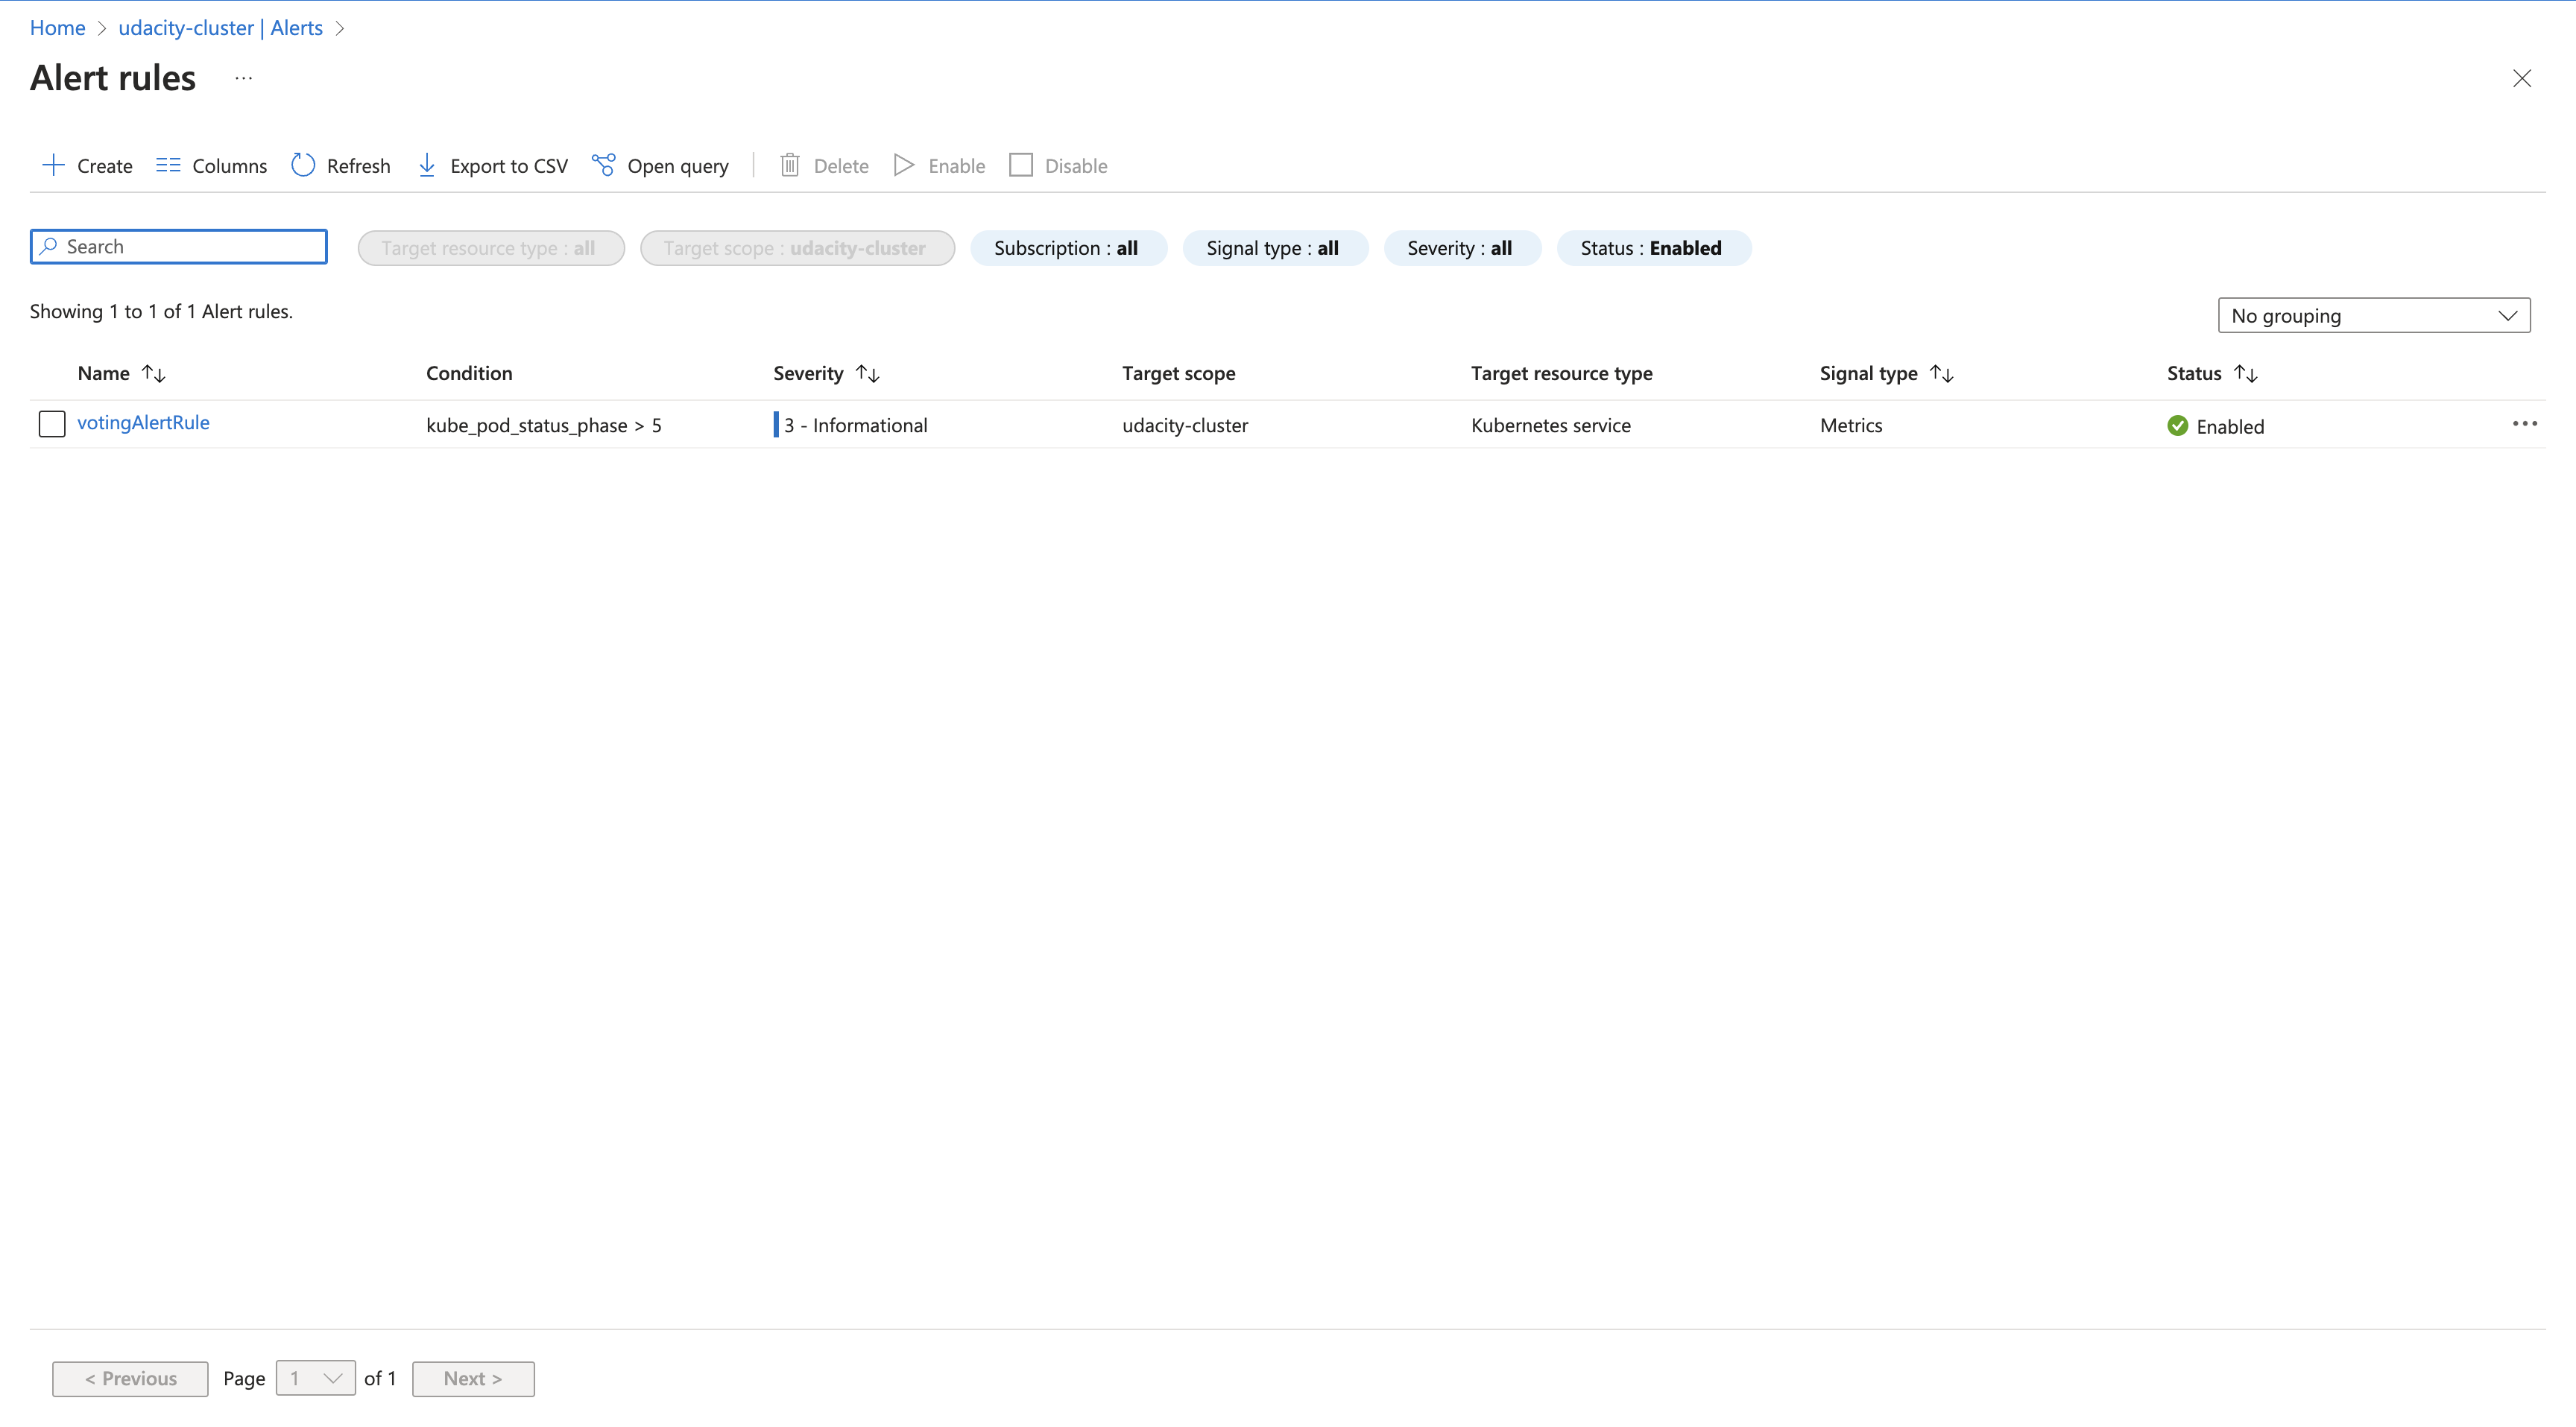 Home > udacity-cluster | Alerts >
Alert rules ...
Create Columns Refresh Export to CSV Open query Delete Enable Disable
Search Target resource type : all Target scope : udacity-cluster Subscription : all Signal type : all Severity : all Status : Enabled
Showing 1 to 1 of 1 Alert rules. No grouping
Name Condition Severity Target scope Target resource type Signal type Status
votingAlertRule kube_pod_status_phase > 5 3 - Informational udacity-cluster Kubernetes service Metrics Enabled
< Previous Page 1 of 1 Next >